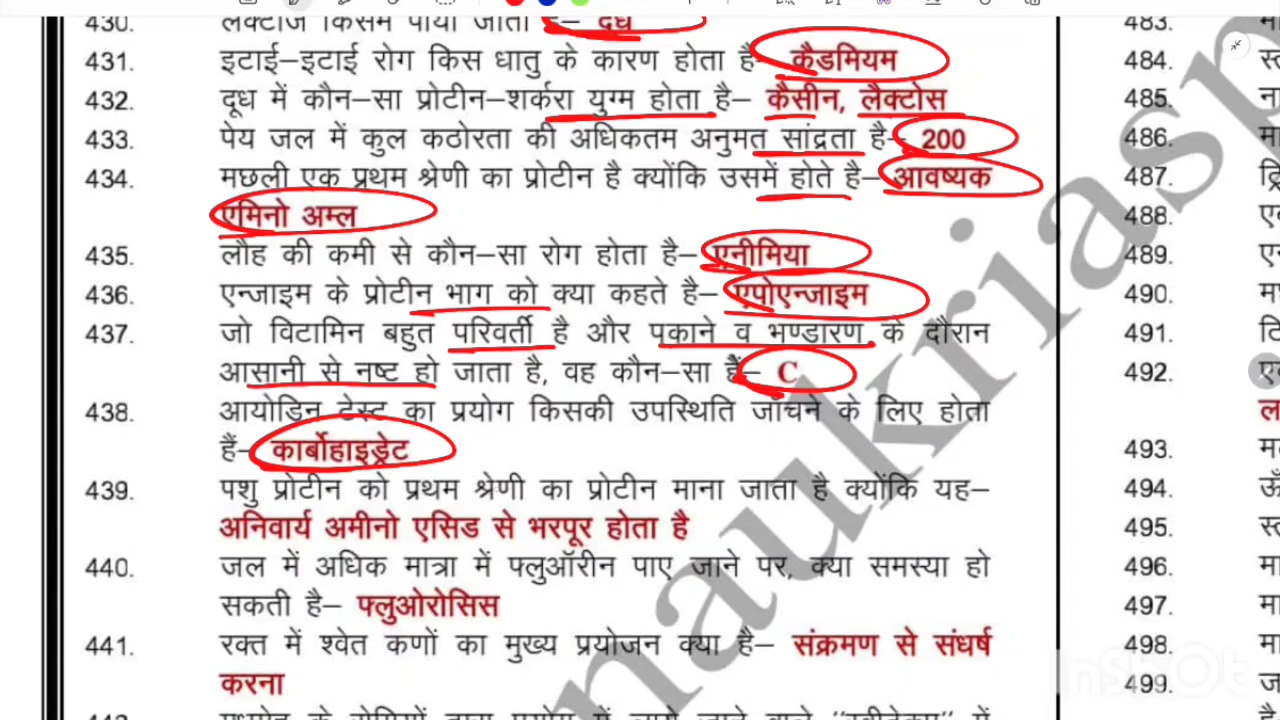 430. लैक्टोज किसमें पाया जाता है– दूध
431. इटाई–इटाई रोग किस धातु के कारण होता है– कैडमियम
432. दूध में कौन–सा प्रोटीन–शर्करा युग्म होता है– कैसीन, लैक्टोस
433. पेय जल में कुल कठोरता की अधिकतम अनुमत सांद्रता है– 200
434. मछली एक प्रथम श्रेणी का प्रोटीन है क्योंकि उसमें होते है– आवष्यक
एमिनो अम्ल
435. लौह की कमी से कौन–सा रोग होता है– एनीमिया
436. एन्जाइम के प्रोटीन भाग को क्या कहते है– एपोएन्जाइम
437. जो विटामिन बहुत परिवर्ती है और पकाने व भण्डारण के दौरान
आसानी से नष्ट हो जाता है, वह कौन–सा हैं– C
438. आयोडिन टेस्ट का प्रयोग किसकी उपस्थिति जाँचने के लिए होता
हैं– कार्बोहाइड्रेट
439. पशु प्रोटीन को प्रथम श्रेणी का प्रोटीन माना जाता है क्योंकि यह–
अनिवार्य अमीनो एसिड से भरपूर होता है
440. जल में अधिक मात्रा में फ्लुऑरीन पाए जाने पर, क्या समस्या हो
सकती है– फ्लुओरोसिस
441. रक्त में श्वेत कणों का मुख्य प्रयोजन क्या है– संक्रमण से संघर्ष
करना
483.
484.
485.
486.
487.
488.
489.
490.
491.
492.
493.
494.
495.
496.
497.
498.
499.
naukriasp
InShOt